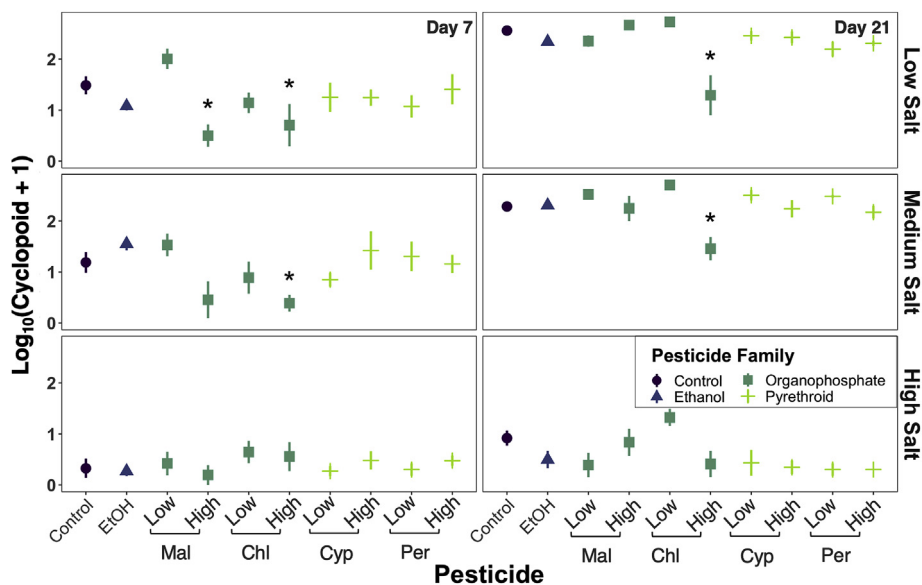 Day 7
Day 21
2
1
0
Low Salt
*
*
*
Log₁₀(Cyclopoid + 1)
2
1
0
Medium Salt
*
*
2
1
0
High Salt
Pesticide Family
Control
Organophosphate
Ethanol
Pyrethroid
Control EtOH Low High Low High Low High Low High
Control EtOH Low High Low High Low High Low High
Mal Chl Cyp Per
Mal Chl Cyp Per
Pesticide